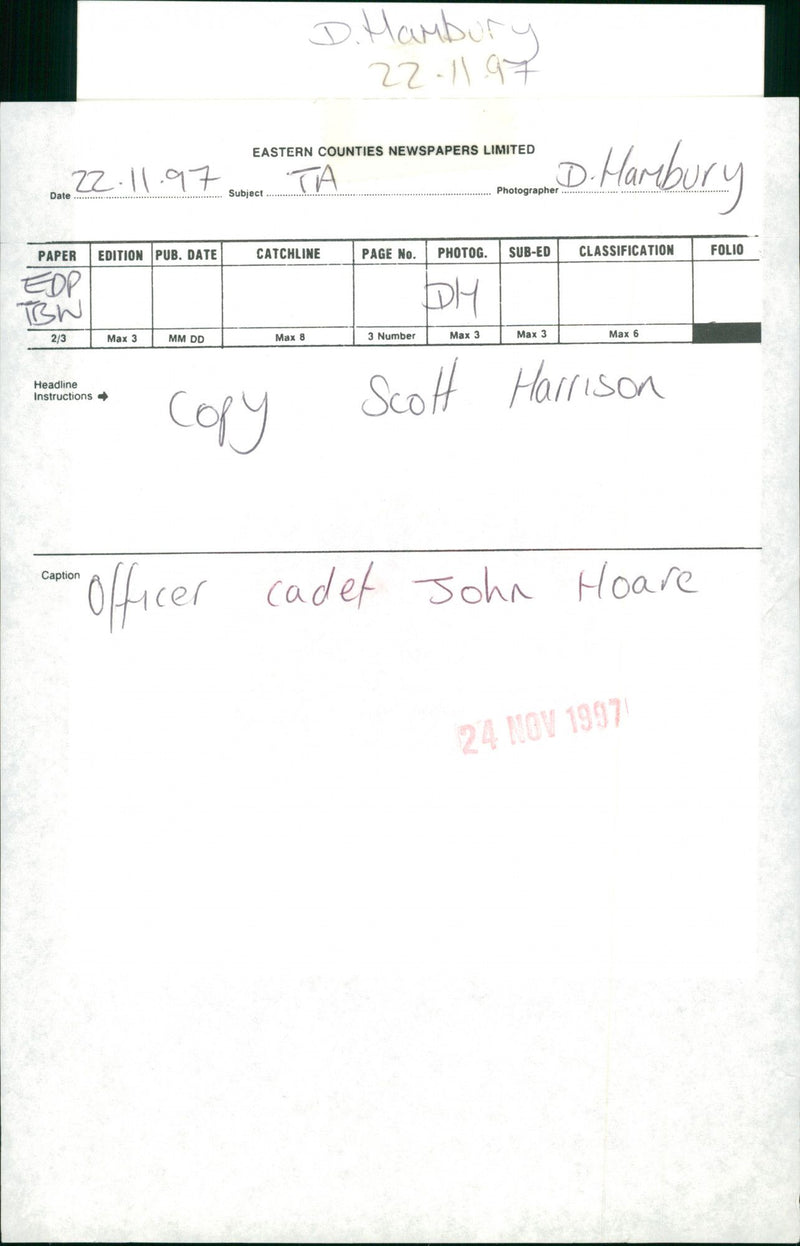 D. Hambury
22.11.97
EASTERN COUNTIES NEWSPAPERS LIMITED
Date 22.11.97 Subject TA Photographer D. Hambury
PAPER EDITION PUB. DATE CATCHLINE PAGE No. PHOTOG. SUB-ED CLASSIFICATION FOLIO
EDP DH
TBW
2/3 Max 3 MM DD Max 8 3 Number Max 3 Max 3 Max 6
Headline
Instructions ➔
Copy Scott Harrison
Caption Officer cadet John Hoare
24 NOV 1997